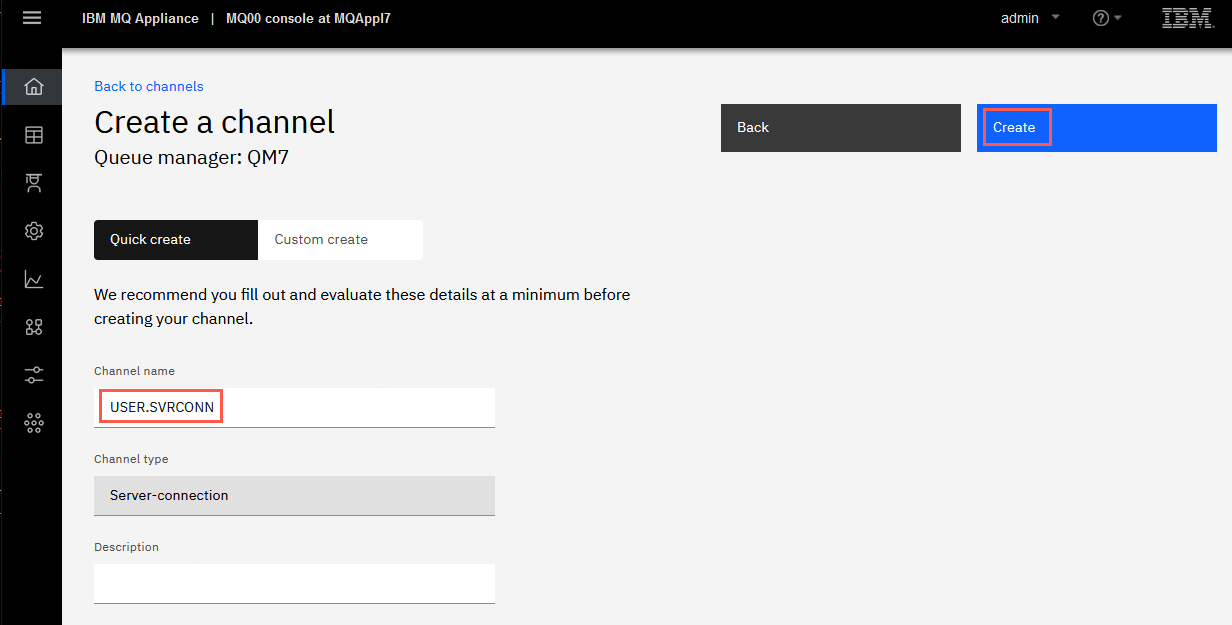 IBM MQ Appliance | MQ00 console at MQAppl7
admin
IBM
Back to channels
Create a channel
Queue manager: QM7
Back
Create
Quick create
Custom create
We recommend you fill out and evaluate these details at a minimum before
creating your channel.
Channel name
USER.SVRCONN
Channel type
Server-connection
Description